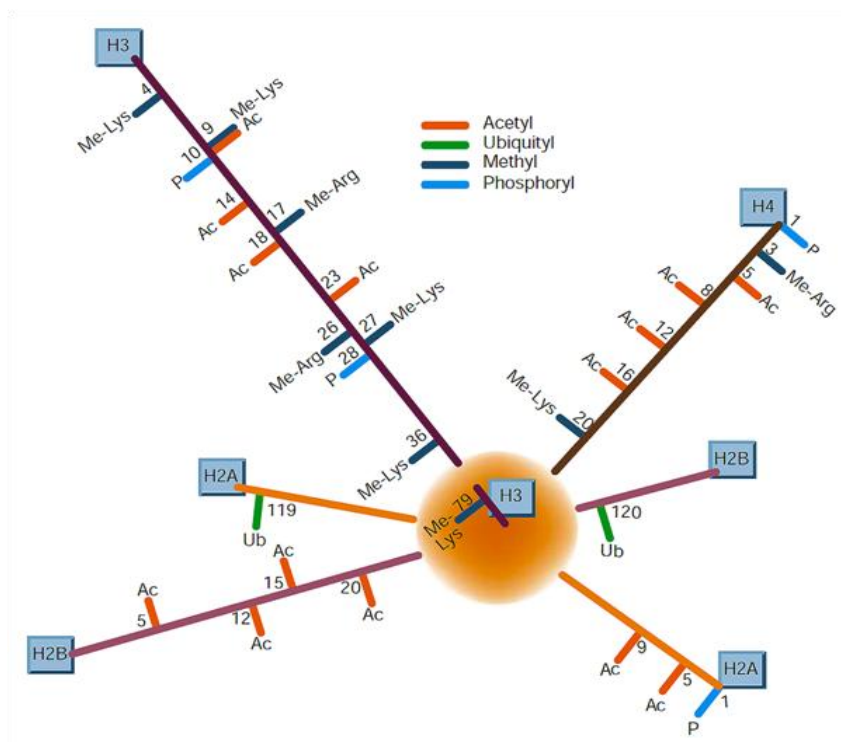 H3
4
Me-Lys
9
Me-Lys
Ac
10
P
14
Ac
17
Me-Arg
18
Ac
23
Ac
26
Me-Arg
27
Me-Lys
28
P
36
Me-Lys
Acetyl
Ubiquityl
Methyl
Phosphoryl
H4
1
P
3
Me-Arg
5
Ac
8
Ac
12
Ac
16
Ac
20
Me-Lys
H2A
119
Ub
H3
79
Me-
Lys
H2B
120
Ub
H2B
5
Ac
12
Ac
15
Ac
20
Ac
H2A
9
Ac
5
Ac
1
P